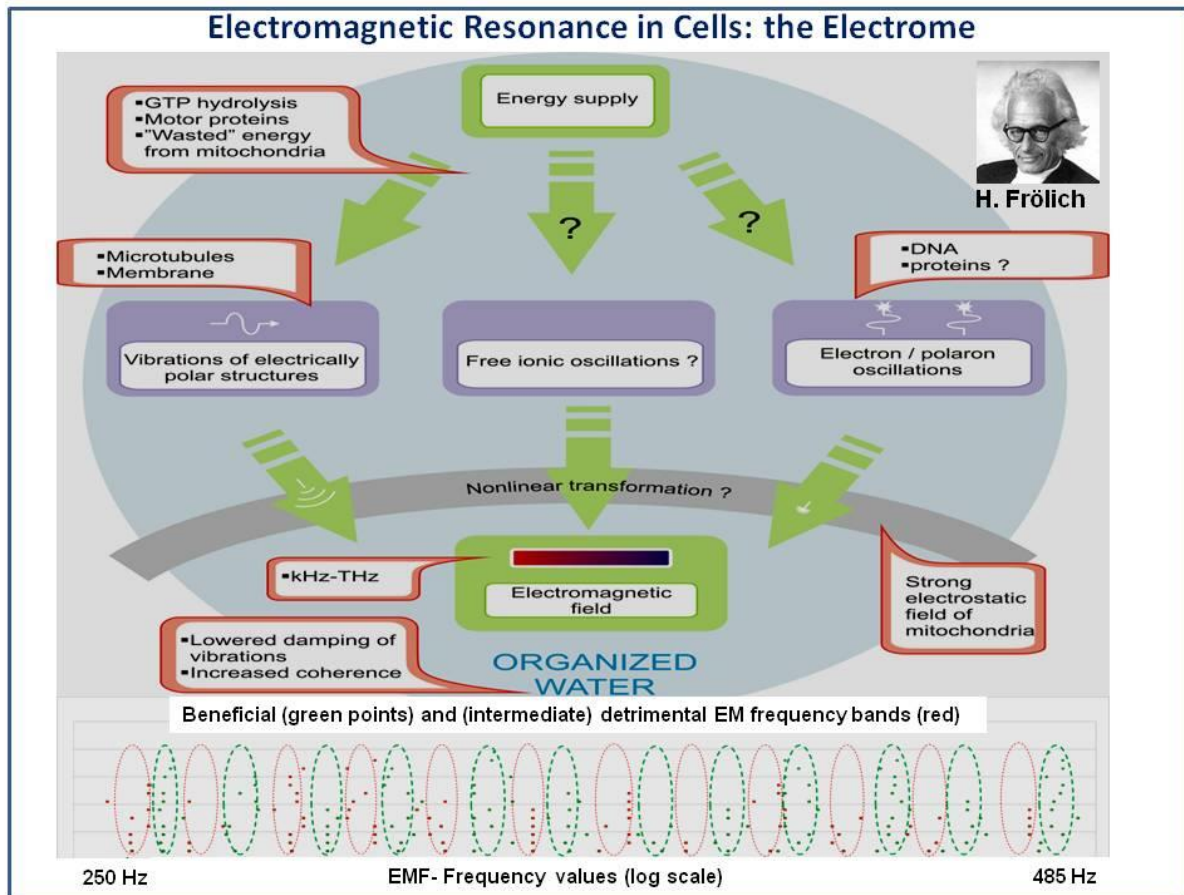 Electromagnetic Resonance in Cells: the Electrome
▪GTP hydrolysis
▪Motor proteins
▪"Wasted" energy
from mitochondria
Energy supply
H. Frölich
?
?
▪Microtubules
▪Membrane
▪DNA
▪proteins ?
Vibrations of electrically
polar structures
Free ionic oscillations ?
Electron / polaron
oscillations
Nonlinear transformation ?
▪kHz-THz
Electromagnetic
field
Strong
electrostatic
field of
mitochondria
▪Lowered damping of
vibrations
▪Increased coherence
ORGANIZED
WATER
Beneficial (green points) and (intermediate) detrimental EM frequency bands (red)
250 Hz
EMF- Frequency values (log scale)
485 Hz